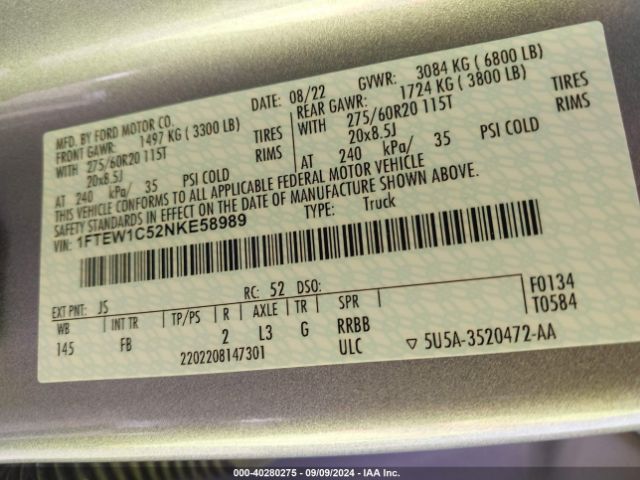 MFD. BY FORD MOTOR CO.
DATE: 08/22 GVWR: 3084 KG ( 6800 LB)
FRONT GAWR: 1497 KG ( 3300 LB)
REAR GAWR: 1724 KG ( 3800 LB)
WITH 275/60R20 115T TIRES
WITH 275/60R20 115T TIRES
20x8.5J RIMS
20x8.5J RIMS
AT 240 kPa/ 35 PSI COLD
AT 240 kPa/ 35 PSI COLD
THIS VEHICLE CONFORMS TO ALL APPLICABLE FEDERAL MOTOR VEHICLE
SAFETY STANDARDS IN EFFECT ON THE DATE OF MANUFACTURE SHOWN ABOVE.
VIN: 1FTEW1C52NKE58989 TYPE: Truck
EXT PNT: JS RC: 52 DSO: F0134
WB INT TR TP/PS R AXLE TR SPR T0584
145 FB 2 L3 G RRBB
2202208147301 ULC ▽ 5U5A-3520472-AA
000-40280275 - 09/09/2024 - IAA Inc.